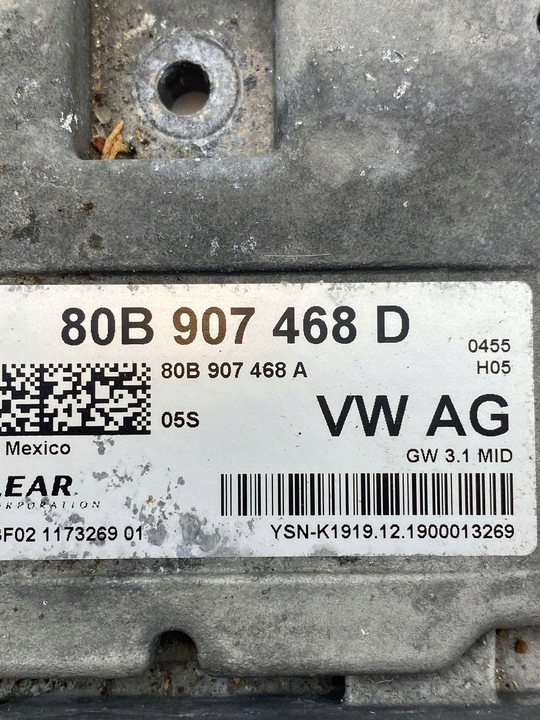 80B 907 468 D
0455
80B 907 468 A
H05
05S
VW AG
Mexico
GW 3.1 MID
LEAR
CORPORATION
BF02 1173269 01
YSN-K1919.12.1900013269